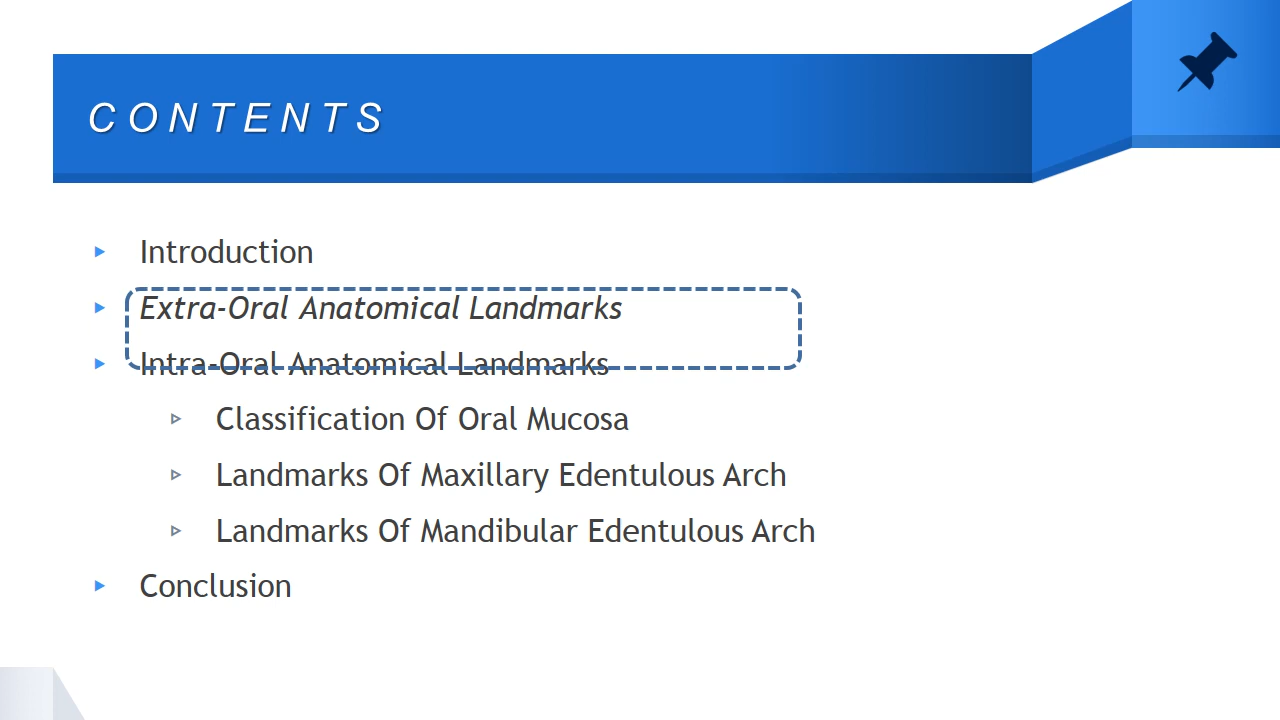 CONTENTS
Introduction
Extra-Oral Anatomical Landmarks
Intra-Oral Anatomical Landmarks
Classification Of Oral Mucosa
Landmarks Of Maxillary Edentulous Arch
Landmarks Of Mandibular Edentulous Arch
Conclusion